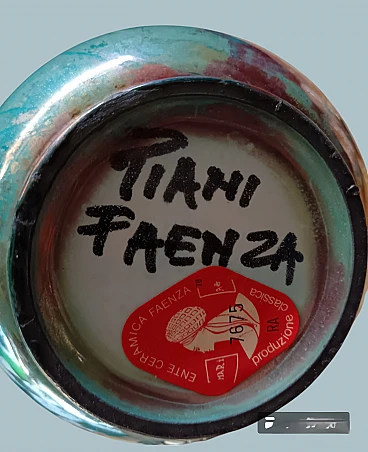 PIANI
FAENZA
ENTE CERAMICA FAENZA
7675
RA
produzione
classica